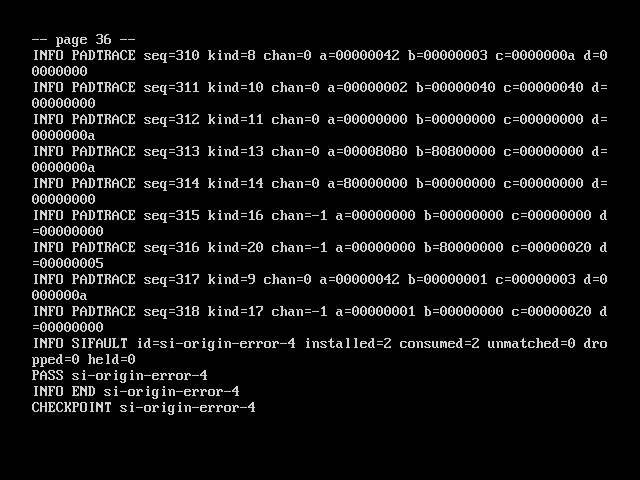 -- page 36 --
INFO PADTRACE seq=310 kind=8 chan=0 a=00000042 b=00000003 c=0000000a d=0
0000000
INFO PADTRACE seq=311 kind=10 chan=0 a=00000002 b=00000040 c=00000040 d=
00000000
INFO PADTRACE seq=312 kind=11 chan=0 a=00000000 b=00000000 c=00000000 d=
0000000a
INFO PADTRACE seq=313 kind=13 chan=0 a=00008080 b=80800000 c=00000000 d=
0000000a
INFO PADTRACE seq=314 kind=14 chan=0 a=80000000 b=00000000 c=00000000 d=
00000000
INFO PADTRACE seq=315 kind=16 chan=-1 a=00000000 b=00000000 c=00000000 d
=00000000
INFO PADTRACE seq=316 kind=20 chan=-1 a=00000000 b=80000000 c=00000020 d
=00000005
INFO PADTRACE seq=317 kind=9 chan=0 a=00000042 b=00000001 c=00000003 d=0
000000a
INFO PADTRACE seq=318 kind=17 chan=-1 a=00000001 b=00000000 c=00000020 d
=00000000
INFO SIFAULT id=si-origin-error-4 installed=2 consumed=2 unmatched=0 dro
pped=0 held=0
PASS si-origin-error-4
INFO END si-origin-error-4
CHECKPOINT si-origin-error-4